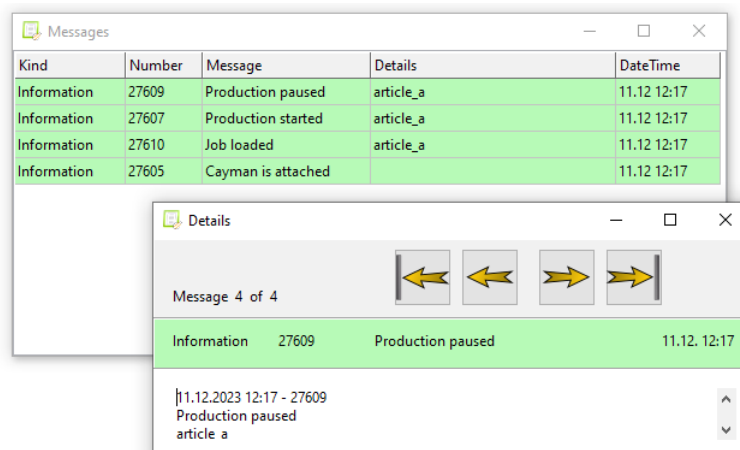 Messages
Kind Number Message Details DateTime
Information 27609 Production paused article_a 11.12 12:17
Information 27607 Production started article_a 11.12 12:17
Information 27610 Job loaded article_a 11.12 12:17
Information 27605 Cayman is attached 11.12 12:17
Details
Message 4 of 4
Information 27609 Production paused 11.12. 12:17
11.12.2023 12:17 - 27609
Production paused
article a